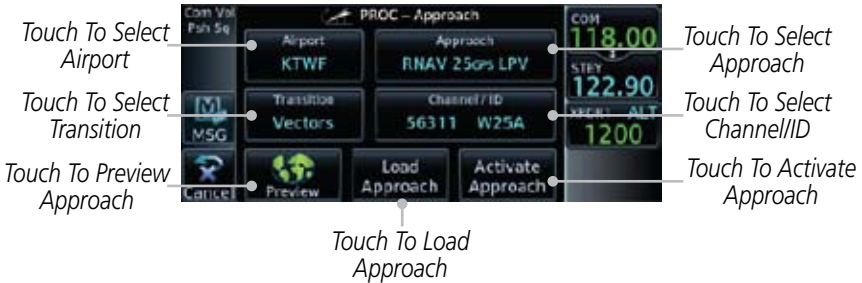 Com Vol
Psh Sq
PROC – Approach
COM
118.00
STBY
122.90
XPDR1 ALT
1200
Airport
KTWF
Approach
RNAV 25GPS LPV
Transition
Vectors
Channel / ID
56311 W25A
MSG
Cancel
Preview
Load
Approach
Activate
Approach
Touch To Select
Airport
Touch To Select
Transition
Touch To Preview
Approach
Touch To Load
Approach
Touch To Select
Approach
Touch To Select
Channel/ID
Touch To Activate
Approach